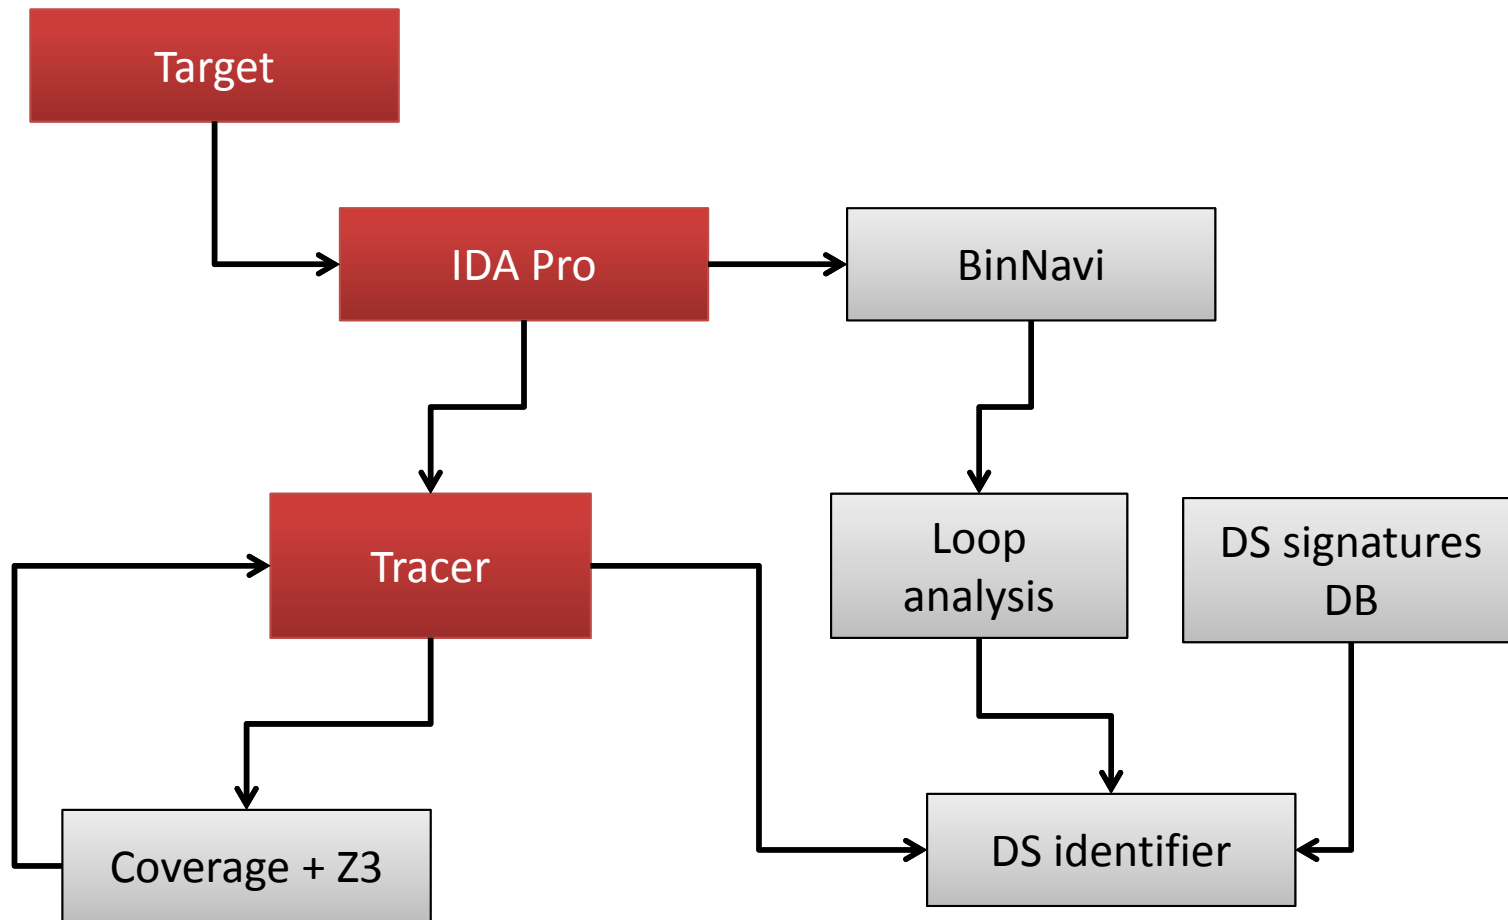 Target
IDA Pro
BinNavi
Tracer
Loop
analysis
DS signatures
DB
Coverage + Z3
DS identifier